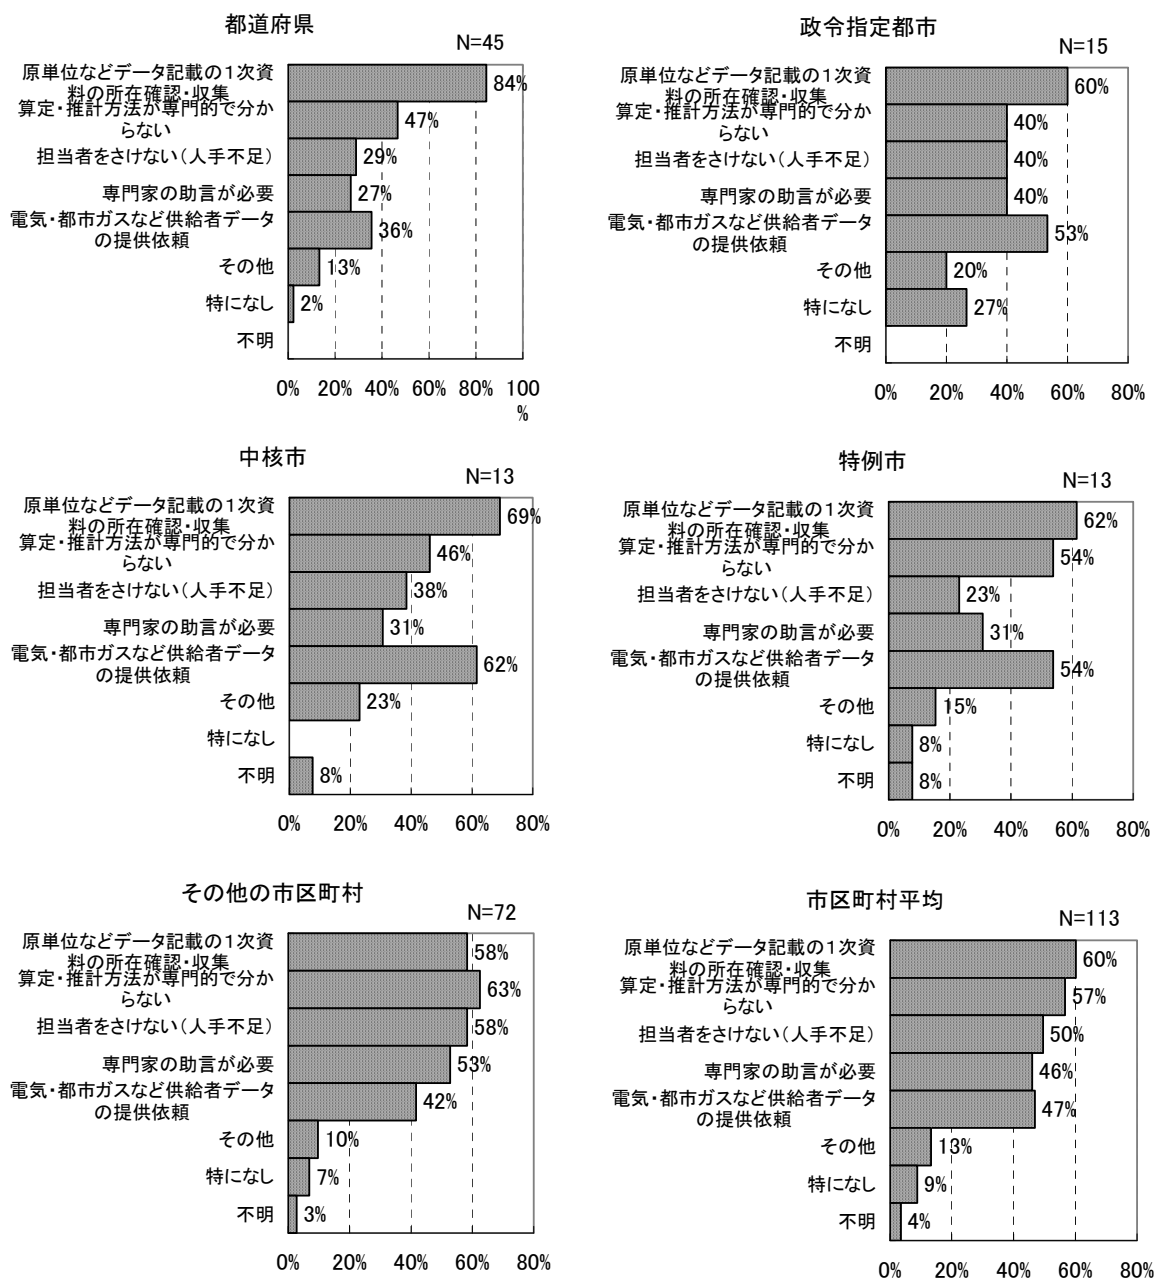 都道府県
N=45
原単位などデータ記載の1次資
料の所在確認・収集
算定・推計方法が専門的で分か
らない
担当者をさけない(人手不足)
専門家の助言が必要
電気・都市ガスなど供給者データ
の提供依頼
その他
特になし
不明
84%
47%
29%
27%
36%
13%
2%
0% 20% 40% 60% 80% 100
%
政令指定都市
N=15
原単位などデータ記載の1次資
料の所在確認・収集
算定・推計方法が専門的で分か
らない
担当者をさけない(人手不足)
専門家の助言が必要
電気・都市ガスなど供給者データ
の提供依頼
その他
特になし
不明
60%
40%
40%
40%
53%
20%
27%
0% 20% 40% 60% 80%
中核市
N=13
原単位などデータ記載の1次資
料の所在確認・収集
算定・推計方法が専門的で分か
らない
担当者をさけない(人手不足)
専門家の助言が必要
電気・都市ガスなど供給者データ
の提供依頼
その他
特になし
不明
69%
46%
38%
31%
62%
23%
8%
0% 20% 40% 60% 80%
特例市
N=13
原単位などデータ記載の1次資
料の所在確認・収集
算定・推計方法が専門的で分か
らない
担当者をさけない(人手不足)
専門家の助言が必要
電気・都市ガスなど供給者データ
の提供依頼
その他
特になし
不明
62%
54%
23%
31%
54%
15%
8%
8%
0% 20% 40% 60% 80%
その他の市区町村
N=72
原単位などデータ記載の1次資
料の所在確認・収集
算定・推計方法が専門的で分か
らない
担当者をさけない(人手不足)
専門家の助言が必要
電気・都市ガスなど供給者データ
の提供依頼
その他
特になし
不明
58%
63%
58%
53%
42%
10%
7%
3%
0% 20% 40% 60% 80%
市区町村平均
N=113
原単位などデータ記載の1次資
料の所在確認・収集
算定・推計方法が専門的で分か
らない
担当者をさけない(人手不足)
専門家の助言が必要
電気・都市ガスなど供給者データ
の提供依頼
その他
特になし
不明
60%
57%
50%
46%
47%
13%
9%
4%
0% 20% 40% 60% 80%